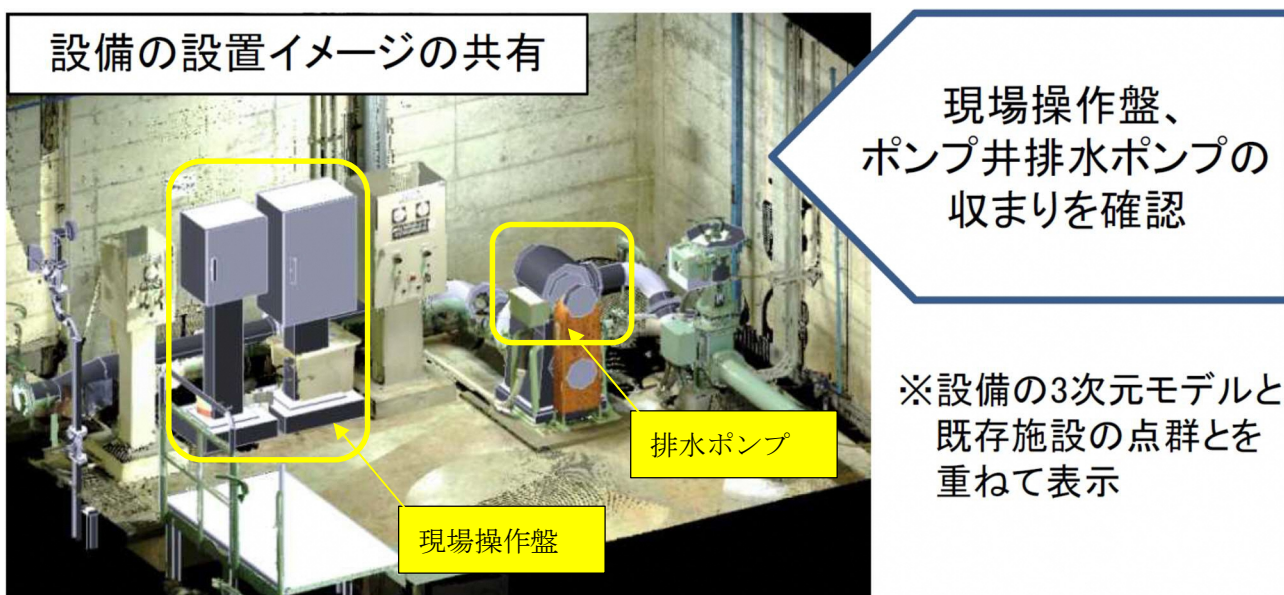 設備の設置イメージの共有
現場操作盤、
ポンプ井排水ポンプの
収まりを確認
排水ポンプ
現場操作盤
※設備の3次元モデルと
既存施設の点群とを
重ねて表示